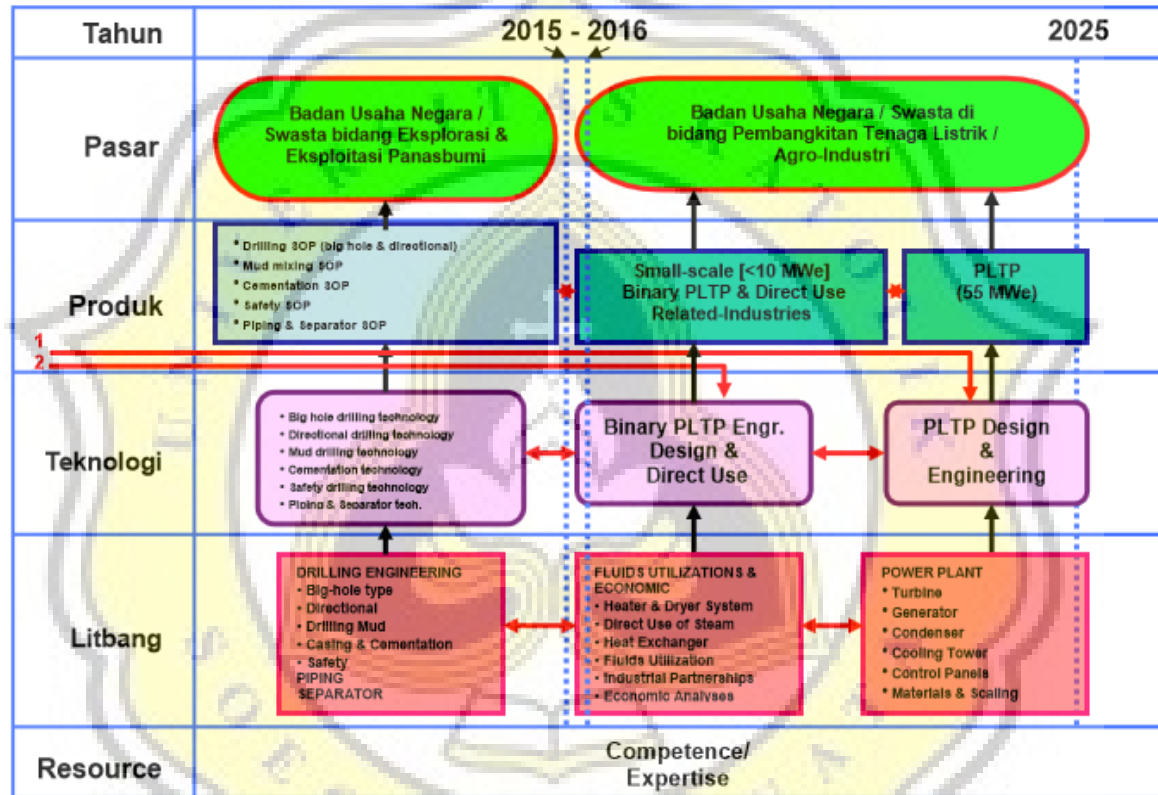 Tahun
2015 - 2016
2025
Pasar
Badan Usaha Negara /
Swasta bidang Eksplorasi &
Eksploitasi Panasbumi
Badan Usaha Negara / Swasta di
bidang Pembangkitan Tenaga Listrik /
Agro-Industri
Produk
* Drilling SOP (big hole & directional)
* Mud mixing SOP
* Cementation SOP
* Safety SOP
* Piping & Separator SOP
Small-scale [<10 MWe]
Binary PLTP & Direct Use
Related-Industries
PLTP
(55 MWe)
1
2
Teknologi
• Big hole drilling technology
• Directional drilling technology
• Mud drilling technology
• Cementation technology
• Safety drilling technology
• Piping & Separator tech.
Binary PLTP Engr.
Design &
Direct Use
PLTP Design
&
Engineering
Litbang
DRILLING ENGINEERING
• Big-hole type
• Directional
• Drilling Mud
• Casing & Cementation
• Safety
PIPING
SEPARATOR
FLUIDS UTILIZATIONS &
ECONOMIC
• Heater & Dryer System
• Direct Use of Steam
• Heat Exchanger
• Fluids Utilization
• Industrial Partnerships
• Economic Analyses
POWER PLANT
* Turbine
* Generator
* Condenser
* Cooling Tower
* Control Panels
* Materials & Scaling
Resource
Competence/
Expertise